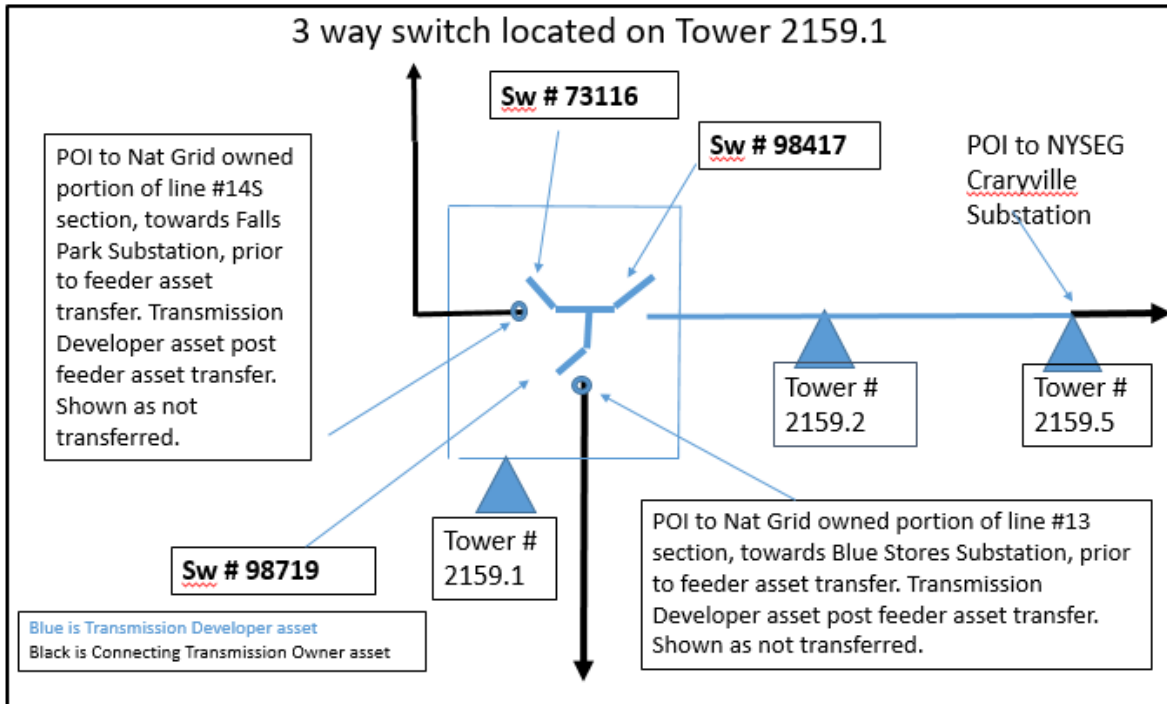 3 way switch located on Tower 2159.1
Sw # 73116
Sw # 98417
POI to Nat Grid owned
portion of line #14S
section, towards Falls
Park Substation, prior
to feeder asset
transfer. Transmission
Developer asset post
feeder asset transfer.
Shown as not
transferred.
POI to NYSEG
Craryville
Substation
Tower #
2159.2
Tower #
2159.5
Tower #
2159.1
Sw # 98719
POI to Nat Grid owned portion of line #13
section, towards Blue Stores Substation, prior
to feeder asset transfer. Transmission
Developer asset post feeder asset transfer.
Shown as not transferred.
Blue is Transmission Developer asset
Black is Connecting Transmission Owner asset